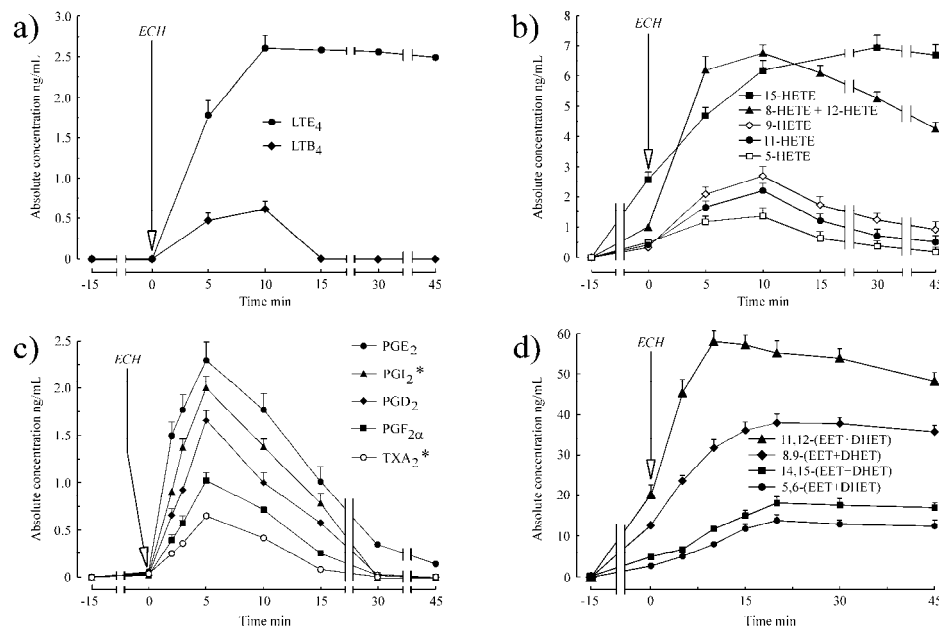 a)
ECH
Absolute concentration ng/mL
3.0
2.5
2.0
1.5
1.0
0.5
0
LTE4
LTB4
-15 0 5 10 15 30 45
Time min
b)
ECH
Absolute concentration ng/mL
8
7
6
5
4
3
2
1
0
15-HETE
8-HETE + 12-HETE
9-HETE
11-HETE
5-HETE
-15 0 5 10 15 30 45
Time min
c)
ECH
Absolute concentration ng/mL
2.5
2.0
1.5
1.0
0.5
0
PGE2
PGI2*
PGD2
PGF2α
TXA2*
-15 0 5 10 15 30 45
Time min
d)
ECH
Absolute concentration ng/mL
60
50
40
30
20
10
0
11,12-(EET+DHET)
8,9-(EET+DHET)
14,15-(EET+DHET)
5,6-(EET+DHET)
-15 0 5 10 15 20 30 45
Time min